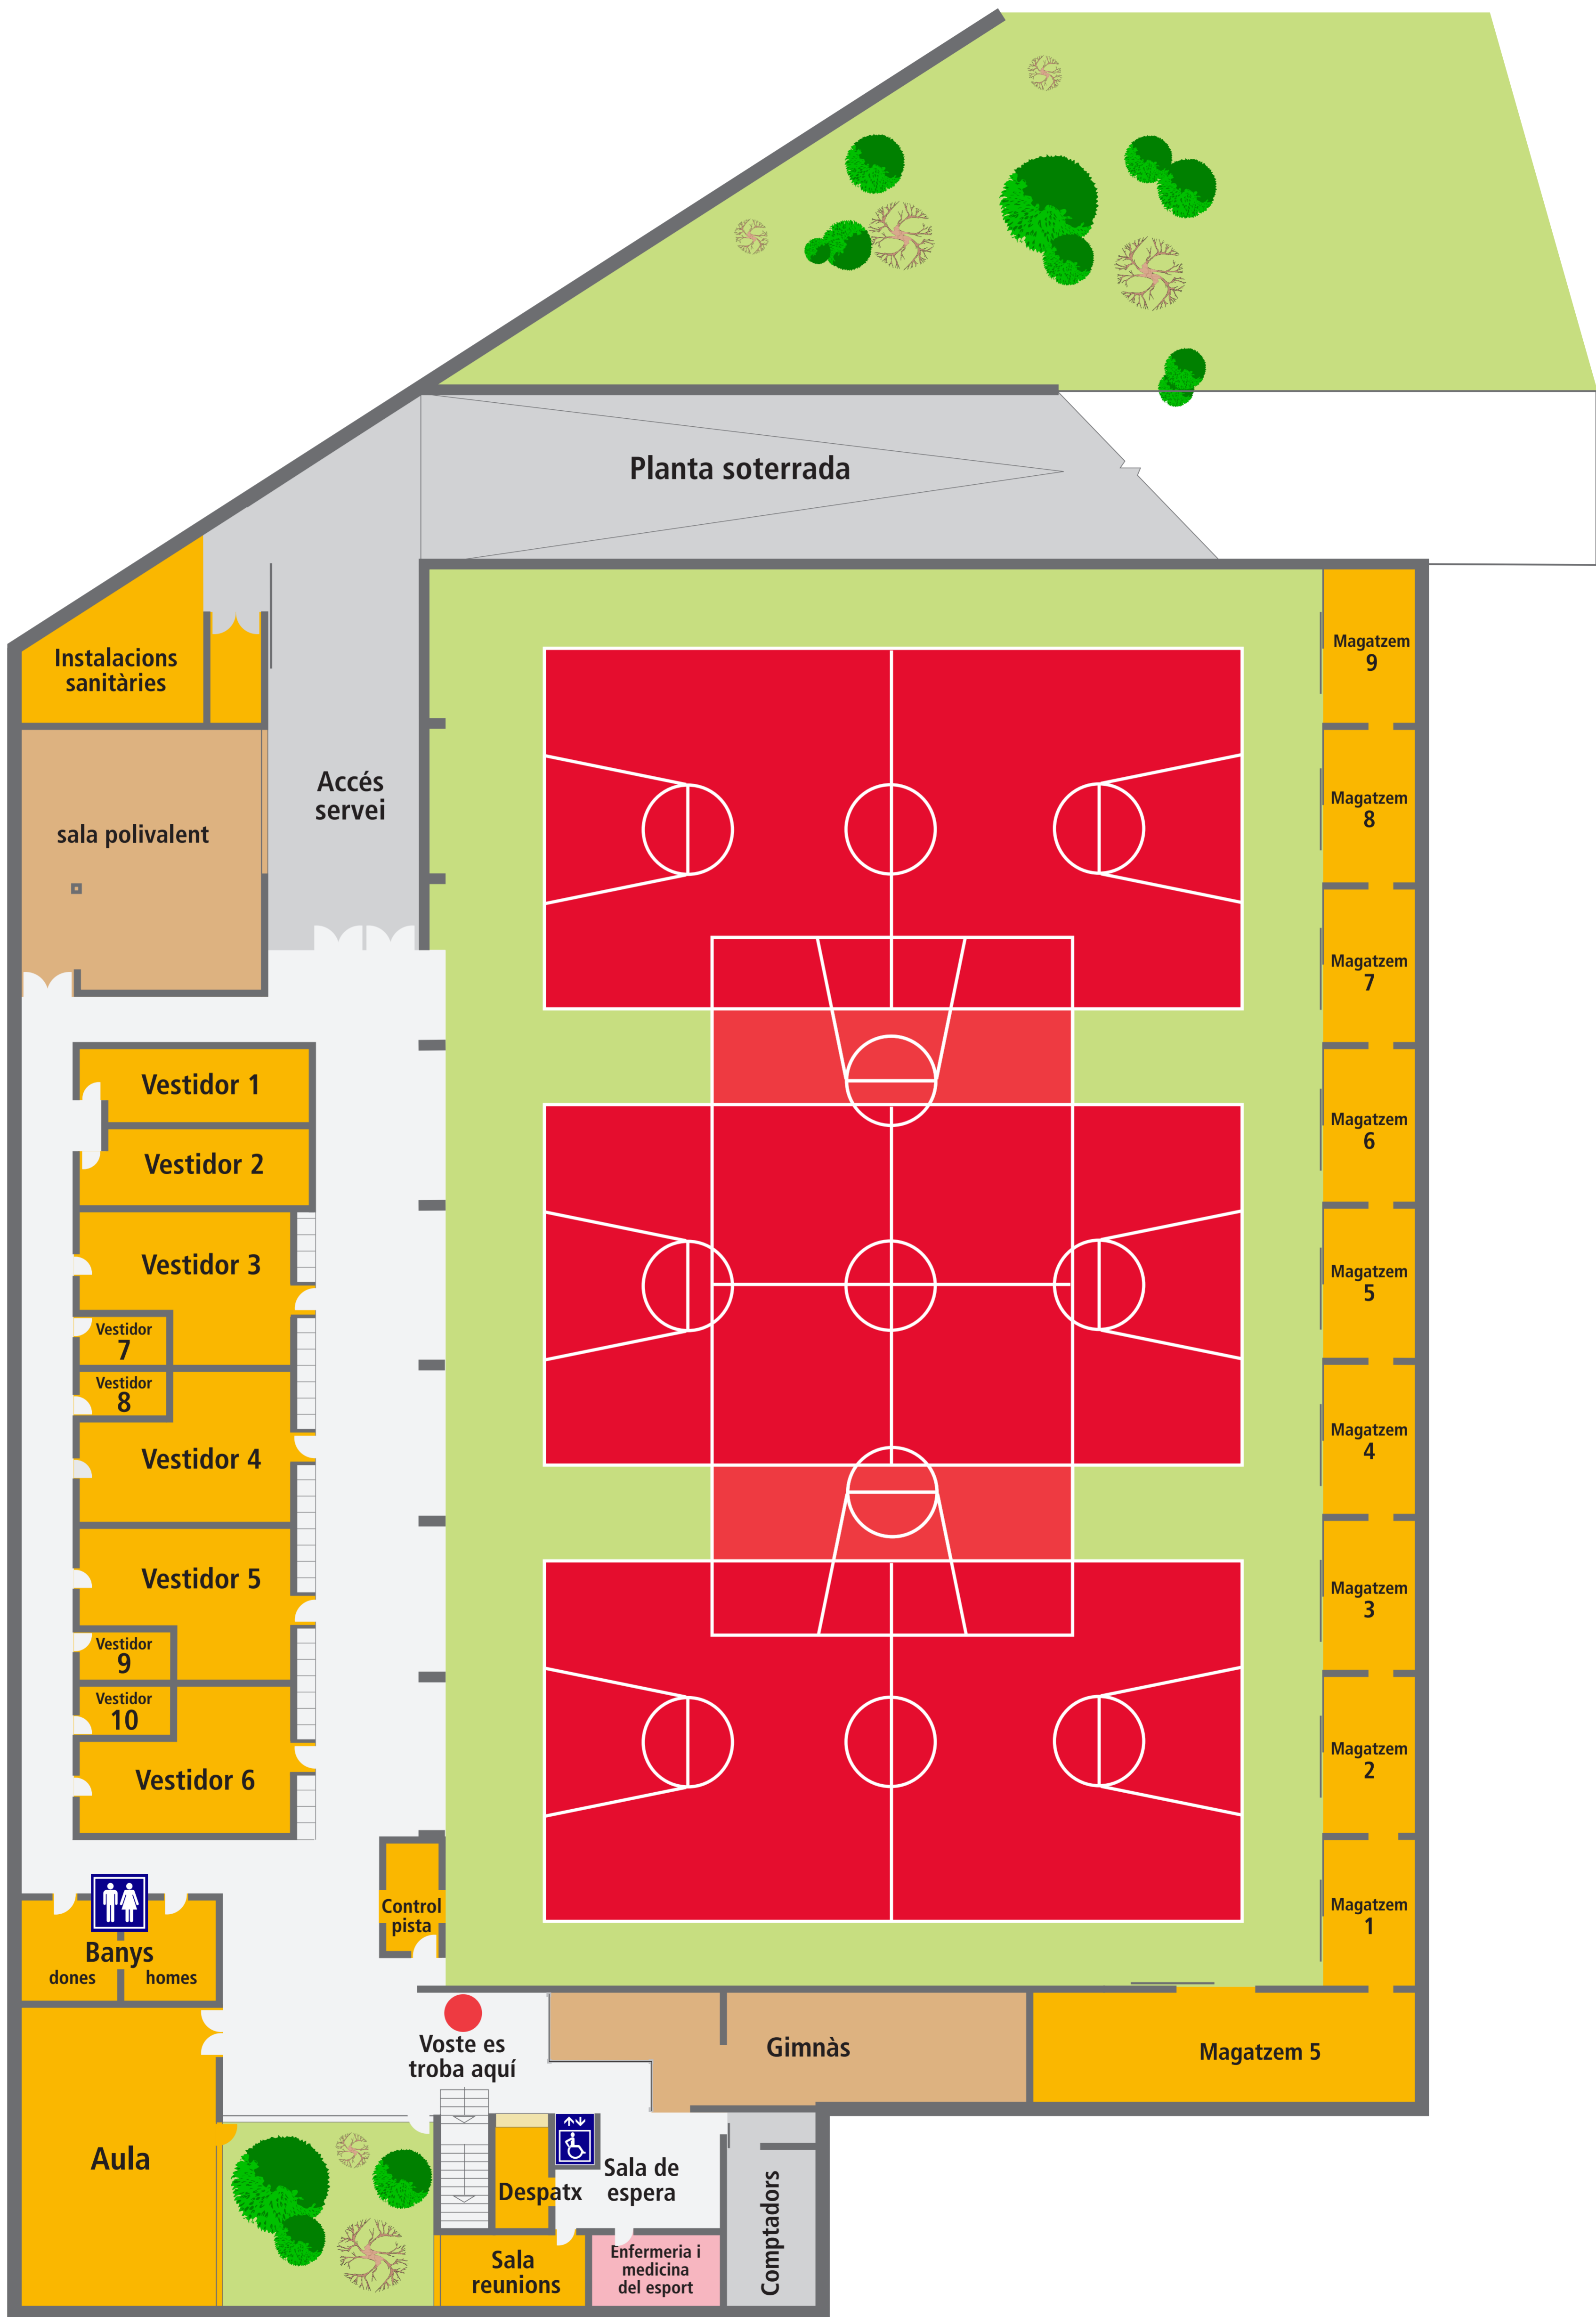 Planta soterrada
Instalacions
sanitàries
Magatzem
9
Accés
servei
sala polivalent
Magatzem
8
Magatzem
7
Vestidor 1
Vestidor 2
Magatzem
6
Vestidor 3
Magatzem
5
Vestidor
7
Vestidor
8
Vestidor 4
Magatzem
4
Vestidor 5
Magatzem
3
Vestidor
9
Vestidor
10
Vestidor 6
Magatzem
2
Control
pista
Magatzem
1
Banys
dones homes
Voste es
troba aquí
Gimnàs
Magatzem 5
Aula
Despatx
Sala de
espera
Comptadors
Sala
reunions
Enfermeria i
medicina
del esport